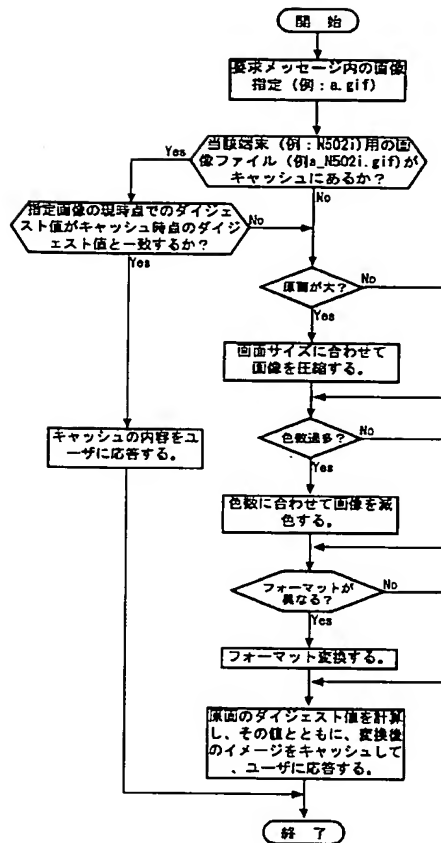 開　始
要求メッセージ内の画像
指定（例：a.gif）
当該端末（例：N502i）用の画
像ファイル（例a_N502i.gif)が
キャッシュにあるか？
Yes
No
指定画像の現時点でのダイジェ
スト値がキャッシュ時点のダイジ
ェスト値と一致するか？
No
Yes
原画が大？
No
Yes
画面サイズに合わせて
画像を圧縮する。
色数過多？
No
Yes
キャッシュの内容をユ
ーザに応答する。
色数に合わせて画像を減
色する。
フォーマットが
異なる？
No
Yes
フォーマット変換する。
原画のダイジェスト値を計算
し、その値とともに、変換後
のイメージをキャッシュして
、ユーザに応答する。
終　了